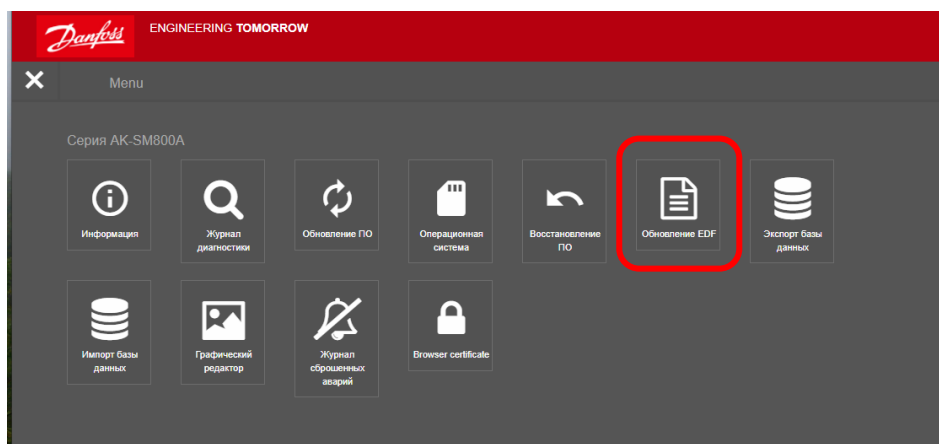 Danfoss
ENGINEERING TOMORROW
Menu
Серия AK-SM800A
Информация
Журнал
диагностики
Обновление ПО
Операционная
система
Восстановление
ПО
Обновление EDF
Экспорт базы
данных
Импорт базы
данных
Графический
редактор
Журнал
сброшенных
аварий
Browser certificate